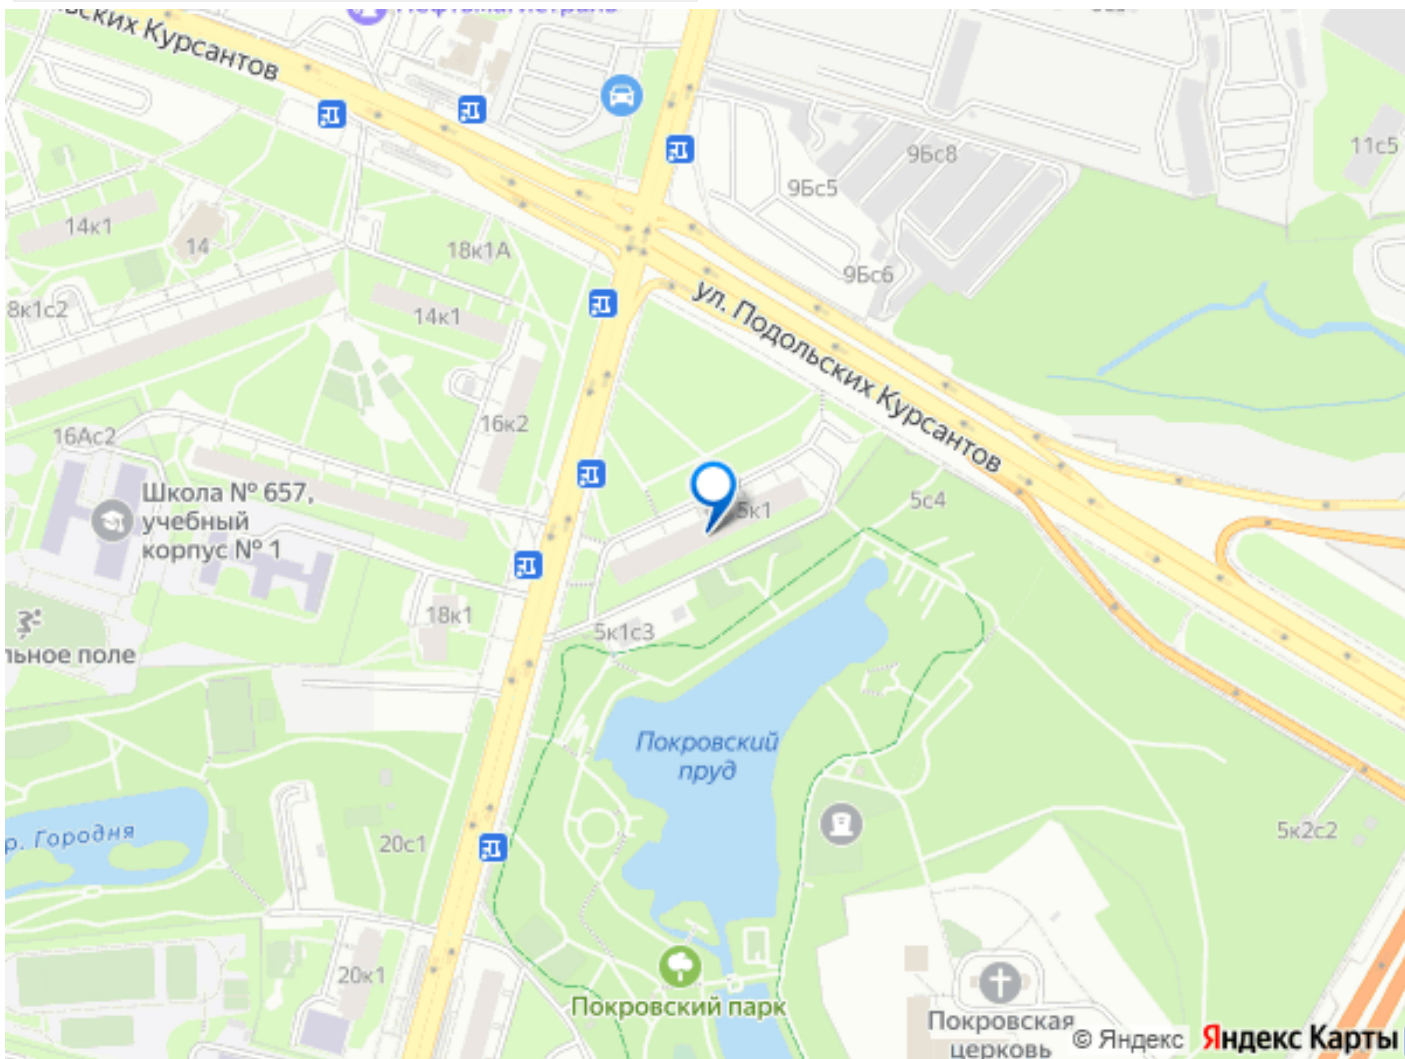 ских Курсантов
9Бс8
11с5
9Бс5
14к1
14
18к1А
9Бс6
8к1с2
14к1
ул. Подольских Курсантов
16к2
16Ас2
Школа № 657,
учебный
корпус № 1
5к1
5с4
18к1
5к1с3
льное поле
Покровский
пруд
р. Городня
20с1
5к2с2
20к1
Покровский парк
Покровская
церковь
© Яндекс Яндекс Карты